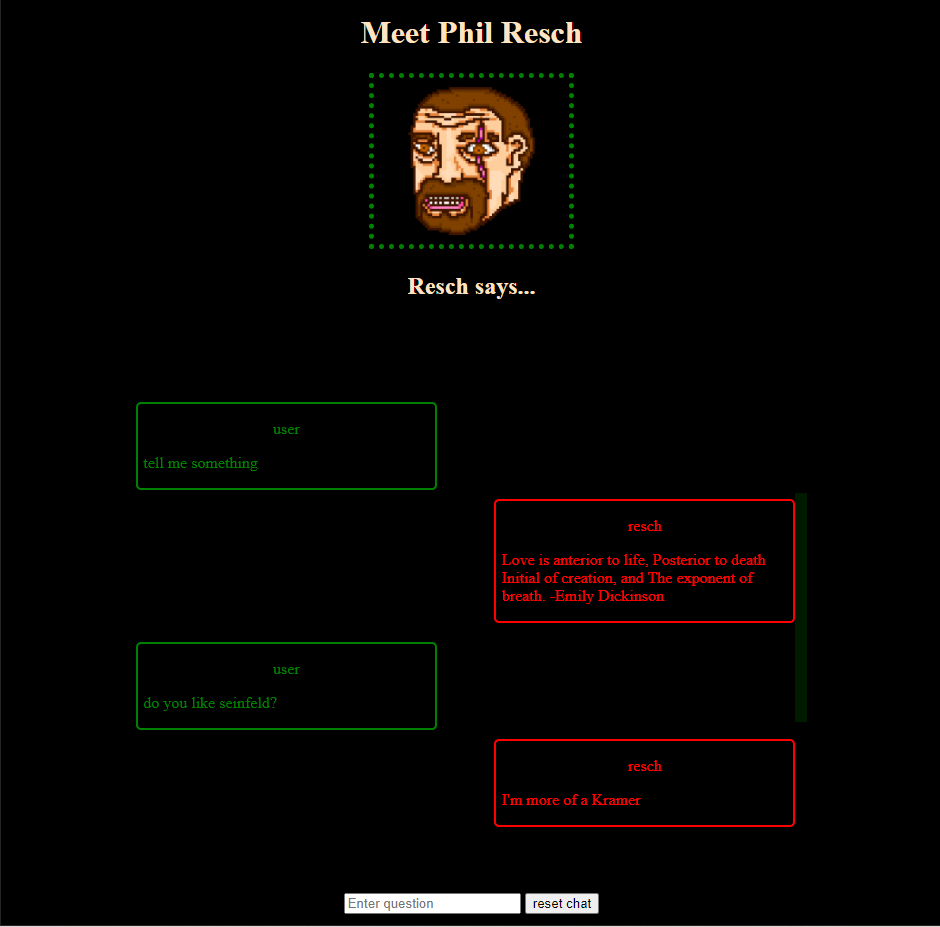 Meet Phil Resch
Resch says...
user
tell me something
resch
Love is anterior to life, Posterior to death
Initial of creation, and The exponent of
breath. -Emily Dickinson
user
do you like seinfeld?
resch
I'm more of a Kramer
Enter question
reset chat